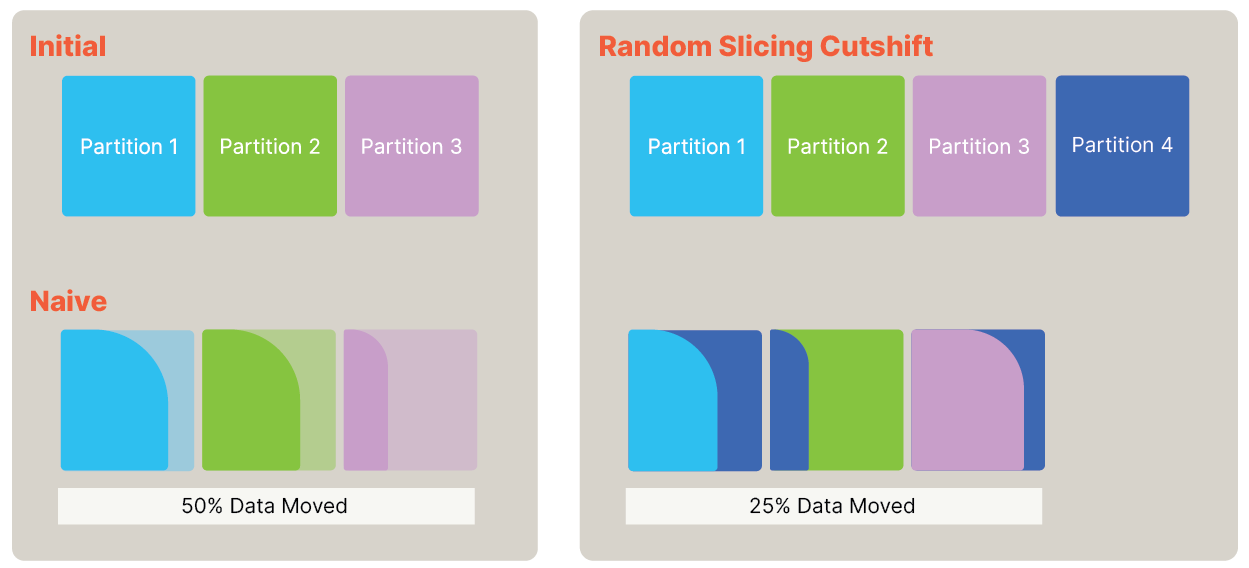 Initial
Partition 1
Partition 2
Partition 3
Naive
50% Data Moved
Random Slicing Cutshift
Partition 1
Partition 2
Partition 3
Partition 4
25% Data Moved